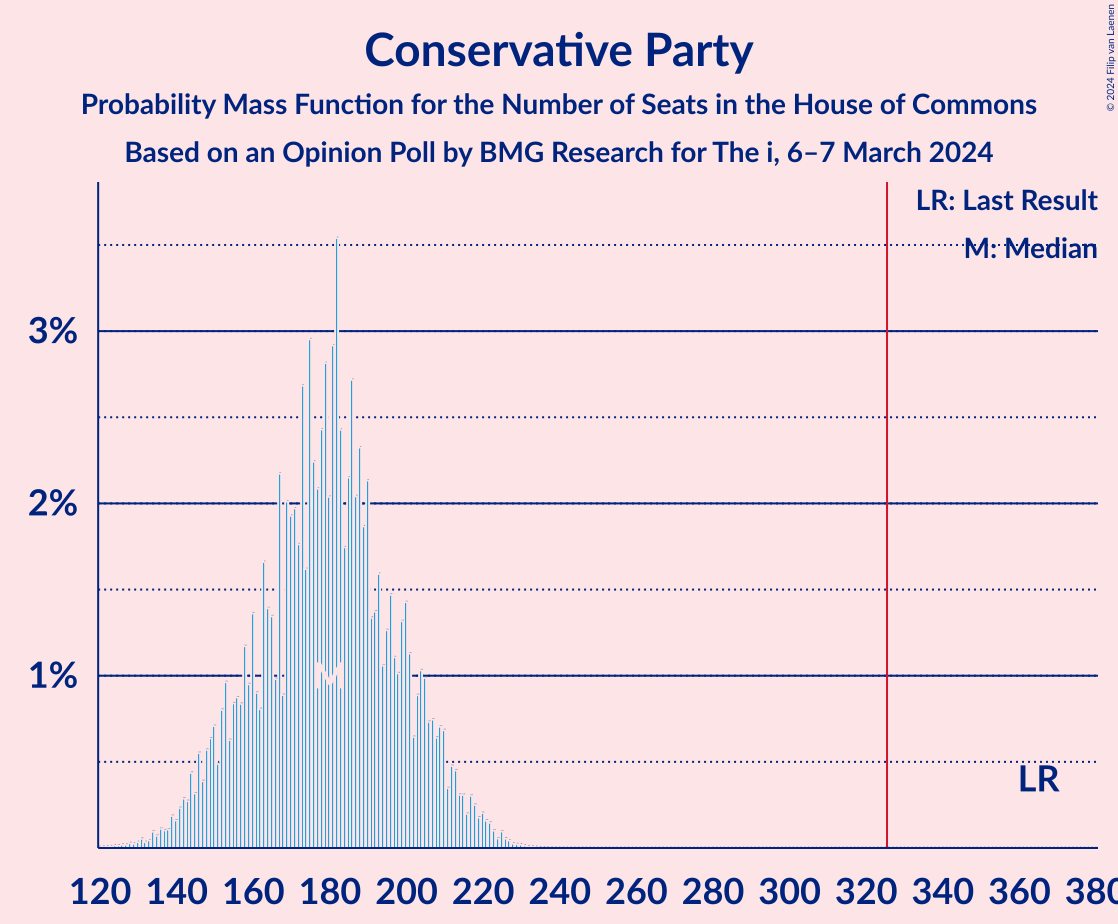 Conservative Party
Probability Mass Function for the Number of Seats in the House of Commons
Based on an Opinion Poll by BMG Research for The i, 6–7 March 2024
© 2024 Filip van Laenen
LR: Last Result
M: Median
3%
2%
1%
M
LR
120 140 160 180 200 220 240 260 280 300 320 340 360 380